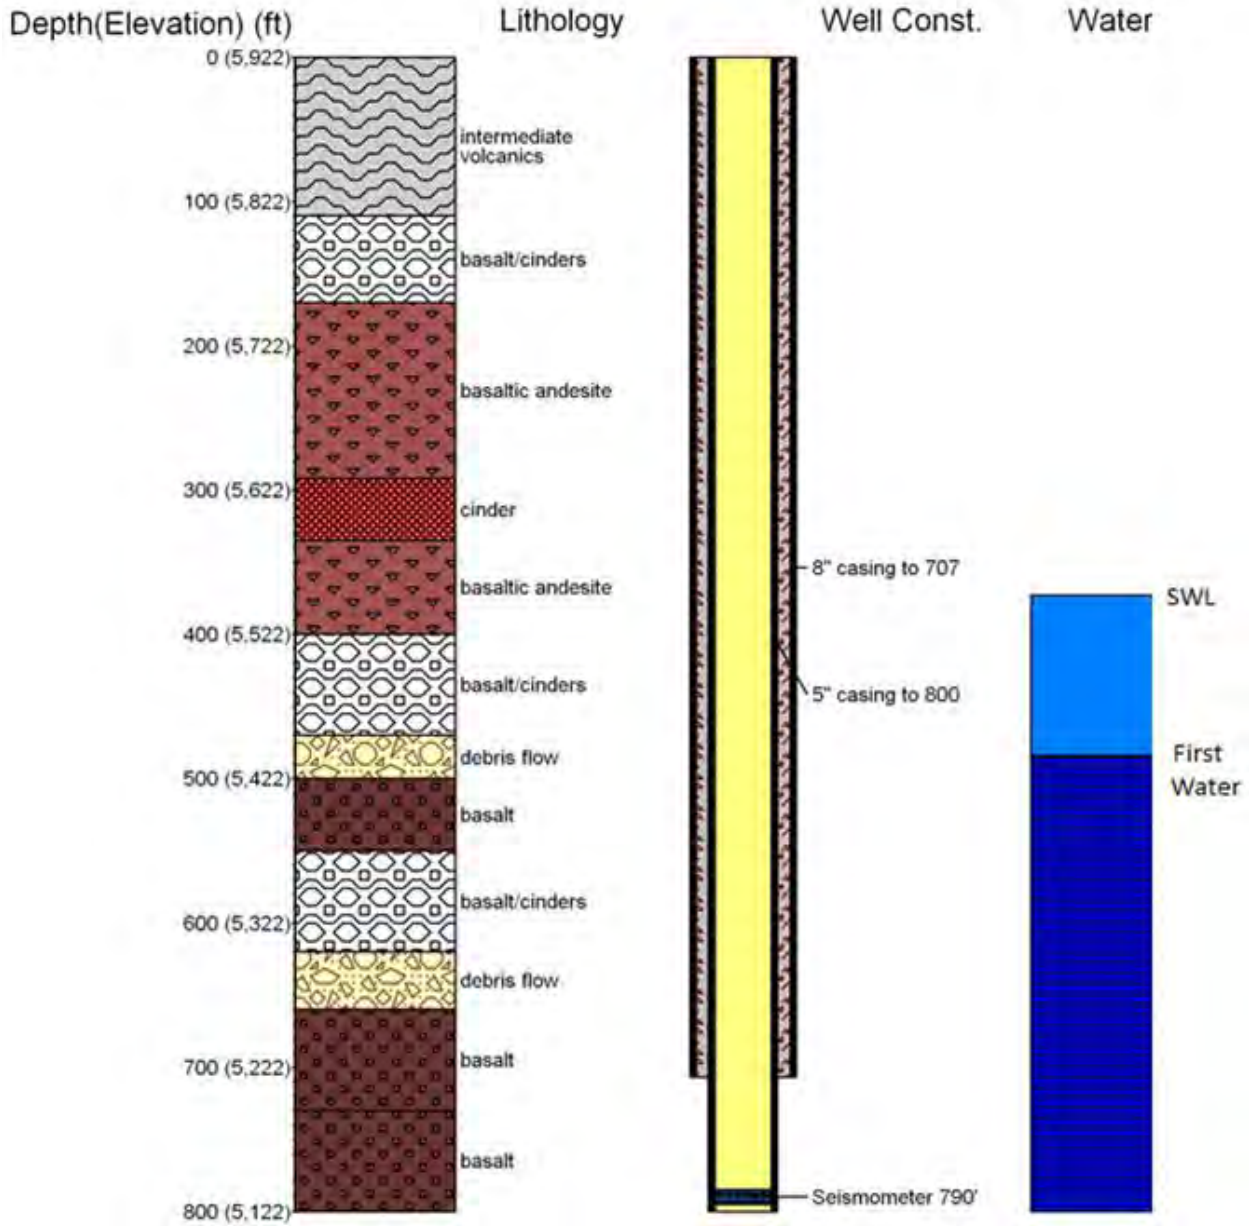 Depth(Elevation) (ft)
Lithology
Well Const.
Water
0 (5,922)
intermediate
volcanics
100 (5,822)
basalt/cinders
200 (5,722)
basaltic andesite
300 (5,622)
cinder
8" casing to 707
basaltic andesite
SWL
400 (5,522)
basalt/cinders
5" casing to 800
First
Water
debris flow
500 (5,422)
basalt
basalt/cinders
600 (5,322)
debris flow
basalt
700 (5,222)
basalt
Seismometer 790'
800 (5,122)